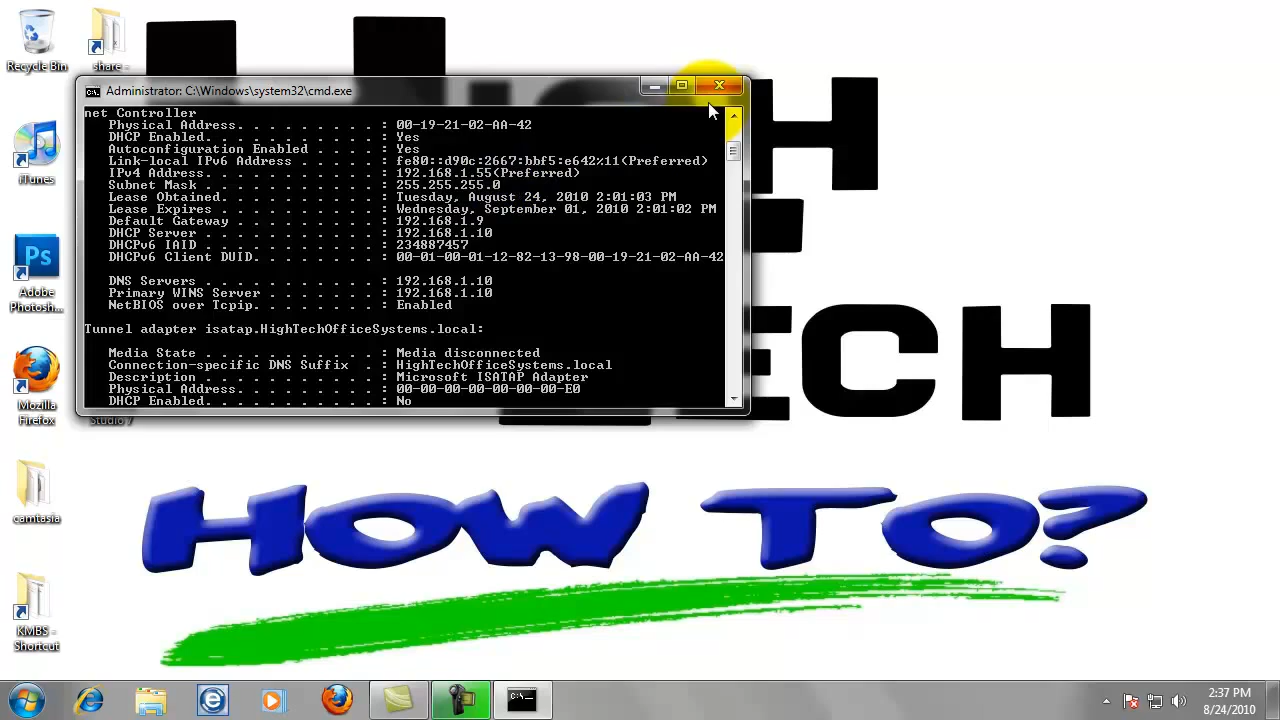 Recycle Bin
share -
iTunes
Adobe
Photosh...
Mozilla
Firefox
Studio 7
camtasia
KMBS -
Shortcut
Administrator: C:\Windows\system32\cmd.exe
net Controller
Physical Address. . . . . . . . . : 00-19-21-02-AA-42
DHCP Enabled. . . . . . . . . . . : Yes
Autoconfiguration Enabled . . . . : Yes
Link-local IPv6 Address . . . . . : fe80::d90c:2667:bbf5:e642%11(Preferred)
IPv4 Address. . . . . . . . . . . :
Subnet Mask . . . . . . . . . . . : 255.255.255.0
Lease Obtained. . . . . . . . . . : Tuesday, August 24, 2010 2:01:03 PM
Lease Expires . . . . . . . . . . : Wednesday, September 01, 2010 2:01:02 PM
Default Gateway . . . . . . . . . : 192.168.1.9
DHCP Server . . . . . . . . . . . : 192.168.1.10
DHCPv6 IAID . . . . . . . . . . . : 234887457
DHCPv6 Client DUID. . . . . . . . : 00-01-00-01-12-82-13-98-00-19-21-02-AA-42
DNS Servers . . . . . . . . . . . : 192.168.1.10
Primary WINS Server . . . . . . . : 192.168.1.10
NetBIOS over Tcpip. . . . . . . . : Enabled
Tunnel adapter isatap.HighTechOfficeSystems.local:
Media State . . . . . . . . . . . : Media disconnected
Connection-specific DNS Suffix  . : HighTechOfficeSystems.local
Description . . . . . . . . . . . : Microsoft ISATAP Adapter
Physical Address. . . . . . . . . : 00-00-00-00-00-00-00-E0
DHCP Enabled. . . . . . . . . . . : No
HOW TO?
2:37 PM
8/24/2010